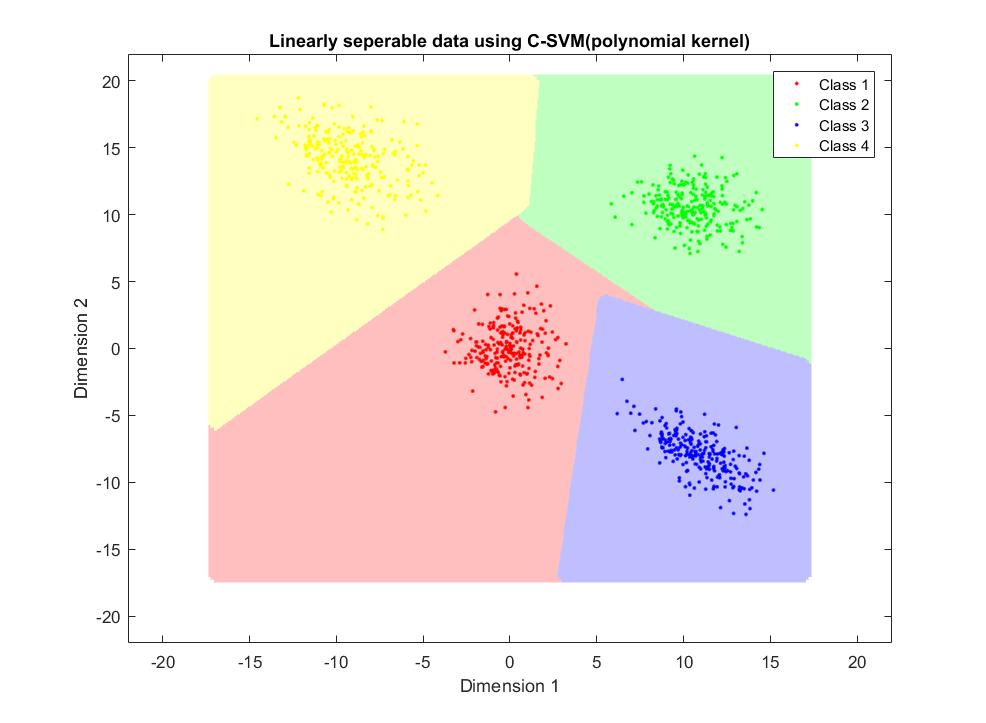 Linearly seperable data using C-SVM(polynomial kernel)
Class 1
Class 2
Class 3
Class 4
20
15
10
5
0
-5
-10
-15
-20
Dimension 2
-20 -15 -10 -5 0 5 10 15 20
Dimension 1